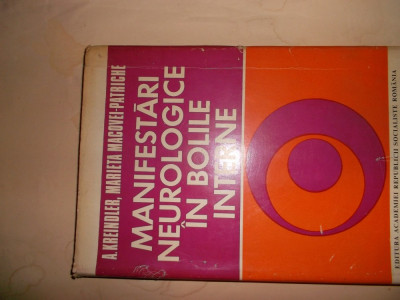 A. KREINDLER, MARIETA MACOVEI-PATRICHE
MANIFESTĂRI
NEUROLOGICE
ÎN BOLILE
INTERNE
EDITURA ACADEMIEI REPUBLICII SOCIALISTE ROMÂNIA